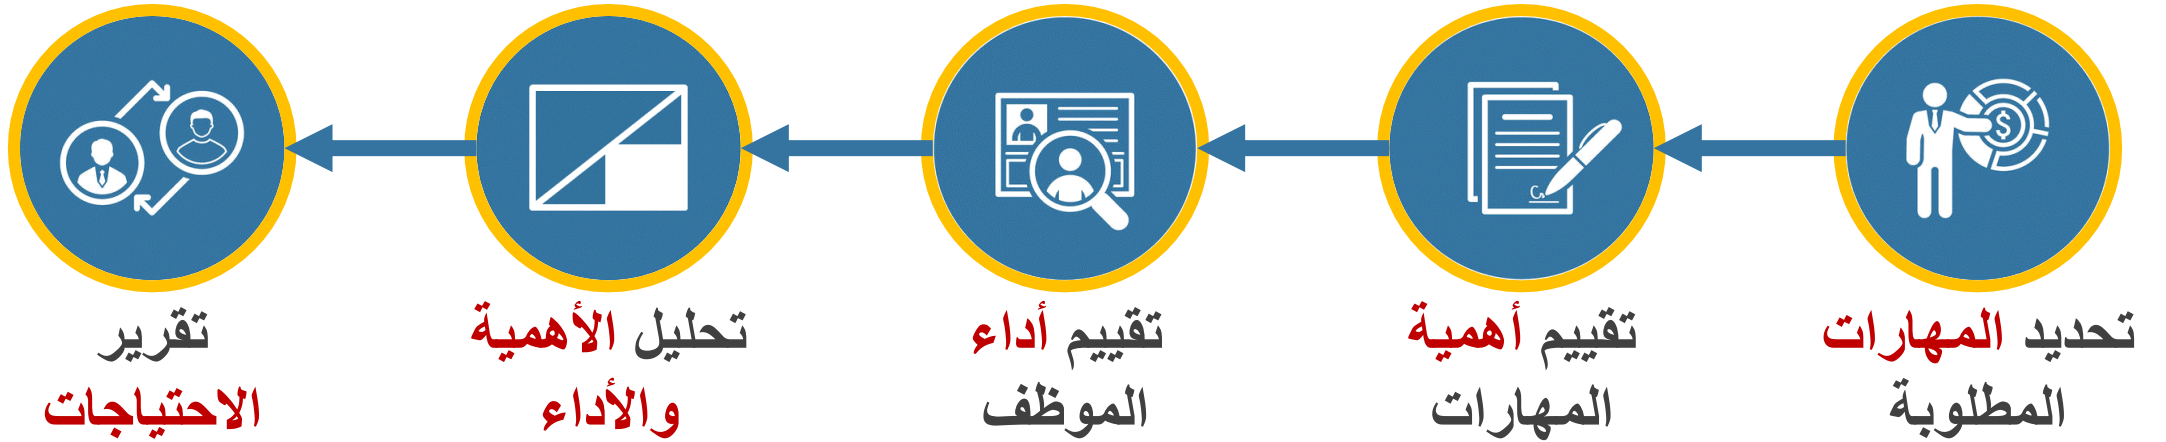 تحديد المهارات
المطلوبة
تقييم أهمية
المهارات
تقييم أداء
الموظف
تحليل الأهمية
والأداء
تقرير
الاحتياجات